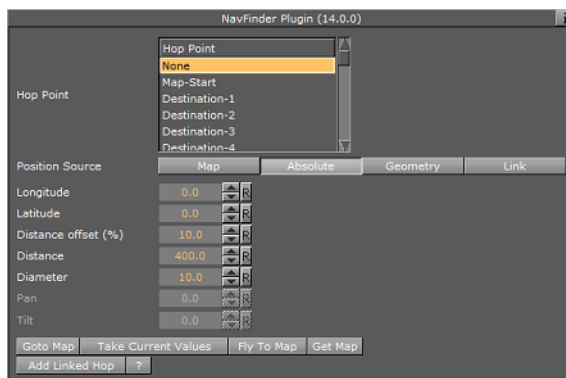 NavFinder Plugin (14.0.0)
Hop Point
Hop Point
None
Map-Start
Destination-1
Destination-2
Destination-3
Destination-4
Position Source Map Absolute Geometry Link
Longitude 0.0 R
Latitude 0.0 R
Distance offset (%) 10.0 R
Distance 400.0 R
Diameter 10.0 R
Pan 0.0 R
Tilt 0.0 R
Goto Map Take Current Values Fly To Map Get Map
Add Linked Hop ?